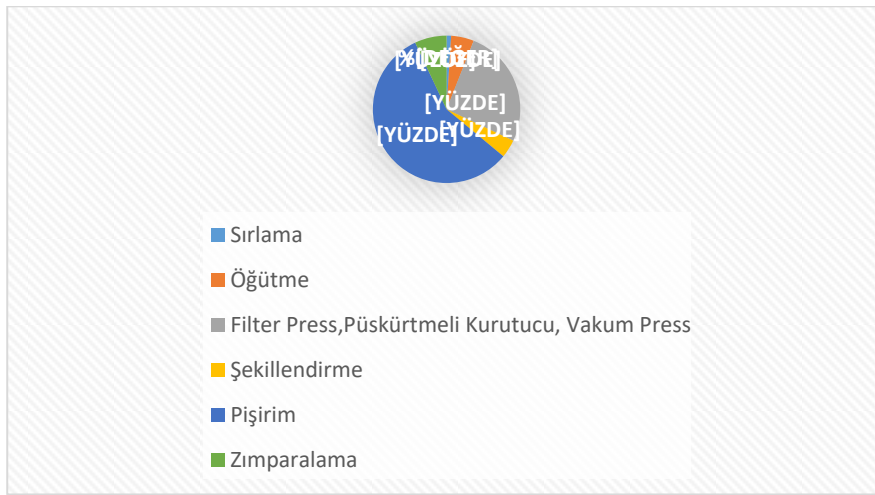 [YÜZDE]
[YÜZDE]
[YÜZDE]
Sırlama
Öğütme
Filter Press,Püskürtmeli Kurutucu, Vakum Press
Şekillendirme
Pişirim
Zımparalama